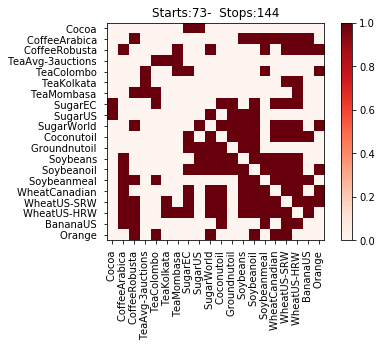 Starts:73- Stops:144
Cocoa
CoffeeArabica
CoffeeRobusta
TeaAvg-3auctions
TeaColombo
TeaKolkata
TeaMombasa
SugarEC
SugarUS
SugarWorld
Coconutoil
Groundnutoil
Soybeans
Soybeanoil
Soybeanmeal
WheatCanadian
WheatUS-SRW
WheatUS-HRW
BananaUS
Orange
Cocoa
CoffeeArabica
CoffeeRobusta
TeaAvg-3auctions
TeaColombo
TeaKolkata
TeaMombasa
SugarEC
SugarUS
SugarWorld
Coconutoil
Groundnutoil
Soybeans
Soybeanoil
Soybeanmeal
WheatCanadian
WheatUS-SRW
WheatUS-HRW
BananaUS
Orange
1.0
0.8
0.6
0.4
0.2
0.0